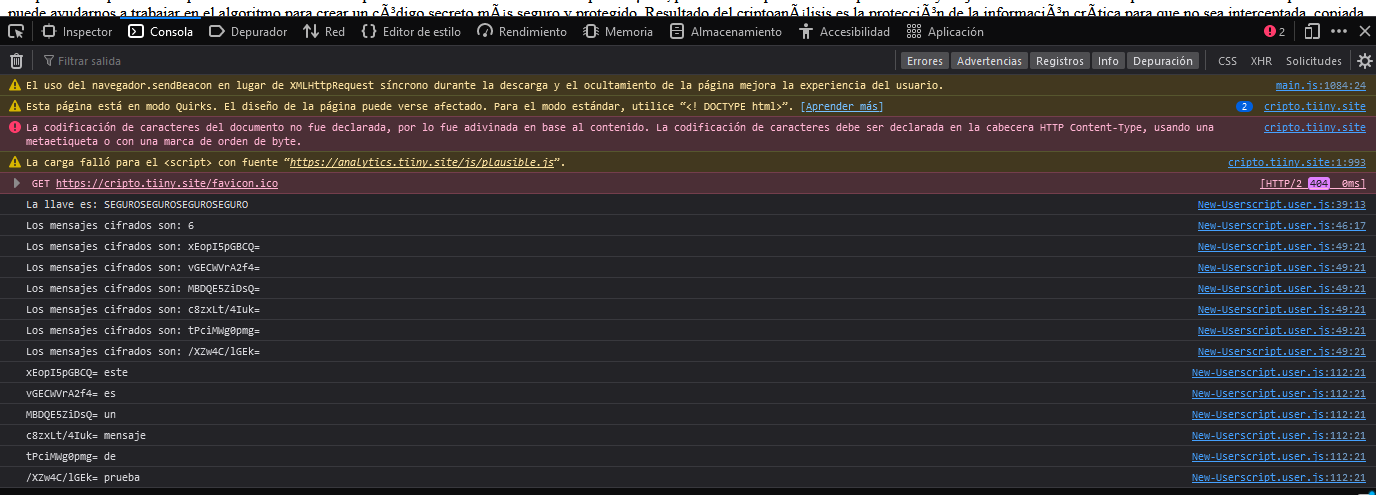 puede ayudarnos a trabajar en el algoritmo para crear un cÃ³digo secreto mÃ¡s seguro y protegido. Resultado del criptoanÃ¡lisis es la protecciÃ³n de la informaciÃ³n crÃtica para que no sea interceptada, copiada,
Inspector Consola Depurador Red Editor de estilo Rendimiento Memoria Almacenamiento Accesibilidad Aplicación 2
Filtrar salida Errores Advertencias Registros Info Depuración CSS XHR Solicitudes
El uso del navegador.sendBeacon en lugar de XMLHttpRequest síncrono durante la descarga y el ocultamiento de la página mejora la experiencia del usuario. main.js:1084:24
Esta página está en modo Quirks. El diseño de la página puede verse afectado. Para el modo estándar, utilice “<! DOCTYPE html>”. [Aprender más] 2 cripto.tiiny.site
La codificación de caracteres del documento no fue declarada, por lo fue adivinada en base al contenido. La codificación de caracteres debe ser declarada en la cabecera HTTP Content-Type, usando una cripto.tiiny.site
metaetiqueta o con una marca de orden de byte.
La carga falló para el <script> con fuente “https://analytics.tiiny.site/js/plausible.js”. cripto.tiiny.site:1:993
GET https://cripto.tiiny.site/favicon.ico [HTTP/2 404 0ms]
La llave es: SEGUROSEGUROSEGUROSEGURO New-Userscript.user.js:39:13
Los mensajes cifrados son: 6 New-Userscript.user.js:46:17
Los mensajes cifrados son: xEopI5pGBCQ= New-Userscript.user.js:49:21
Los mensajes cifrados son: vGECWVrA2f4= New-Userscript.user.js:49:21
Los mensajes cifrados son: MBDQE5ZiDsQ= New-Userscript.user.js:49:21
Los mensajes cifrados son: c8zxLt/4Iuk= New-Userscript.user.js:49:21
Los mensajes cifrados son: tPciMWg0pmg= New-Userscript.user.js:49:21
Los mensajes cifrados son: /XZw4C/lGEk= New-Userscript.user.js:49:21
xEopI5pGBCQ= este New-Userscript.user.js:112:21
vGECWVrA2f4= es New-Userscript.user.js:112:21
MBDQE5ZiDsQ= un New-Userscript.user.js:112:21
c8zxLt/4Iuk= mensaje New-Userscript.user.js:112:21
tPciMWg0pmg= de New-Userscript.user.js:112:21
/XZw4C/lGEk= prueba New-Userscript.user.js:112:21